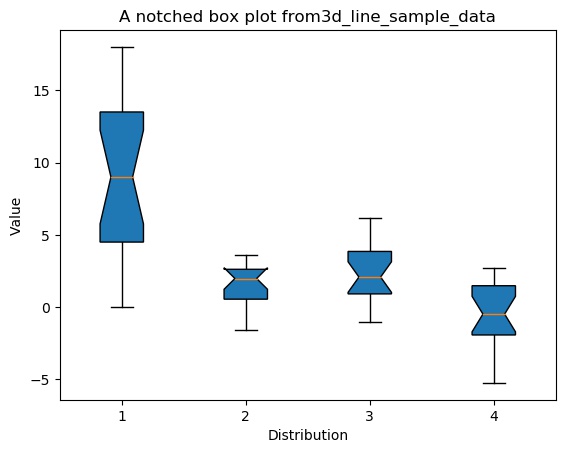 A notched box plot from3d_line_sample_data
15
10
5
0
−5
Value
1 2 3 4
Distribution